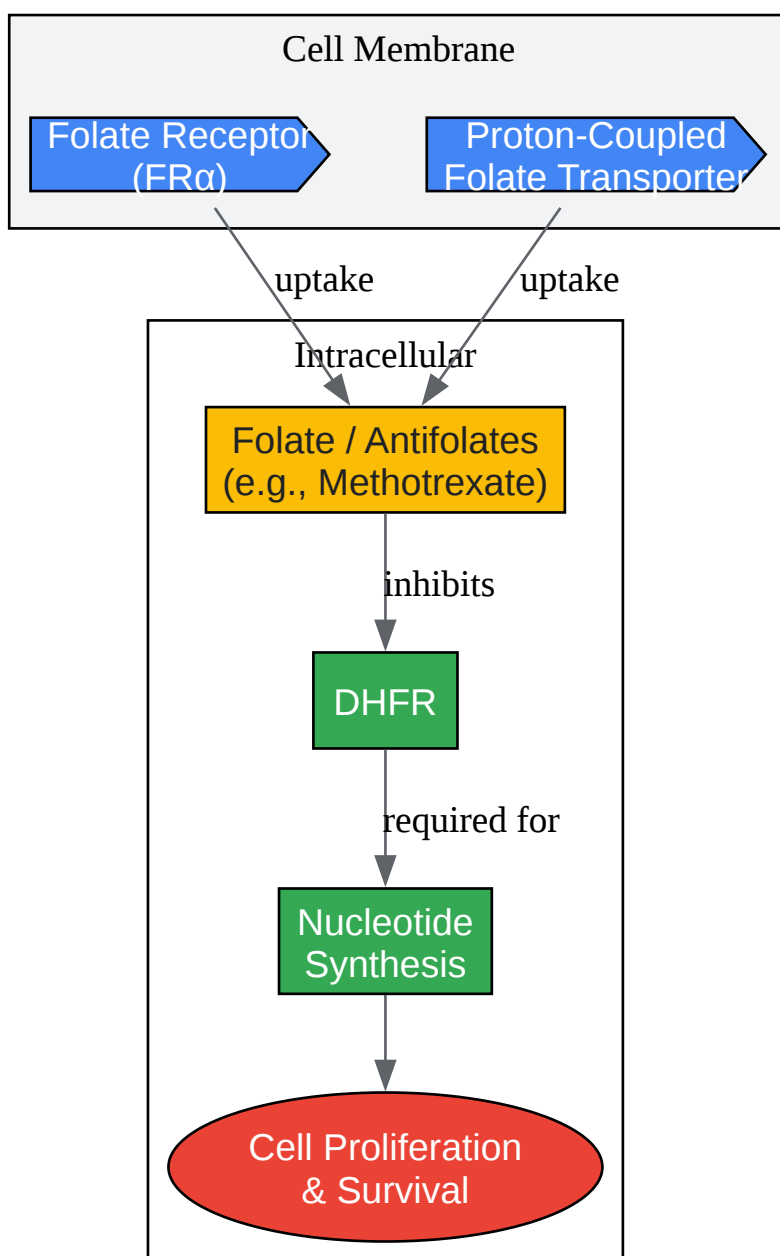 Cell Membrane
Folate Receptor
(FRα)
Proton-Coupled
Folate Transporter
uptake
uptake
Intracellular
Folate / Antifolates
(e.g., Methotrexate)
inhibits
DHFR
required for
Nucleotide
Synthesis
Cell Proliferation
& Survival